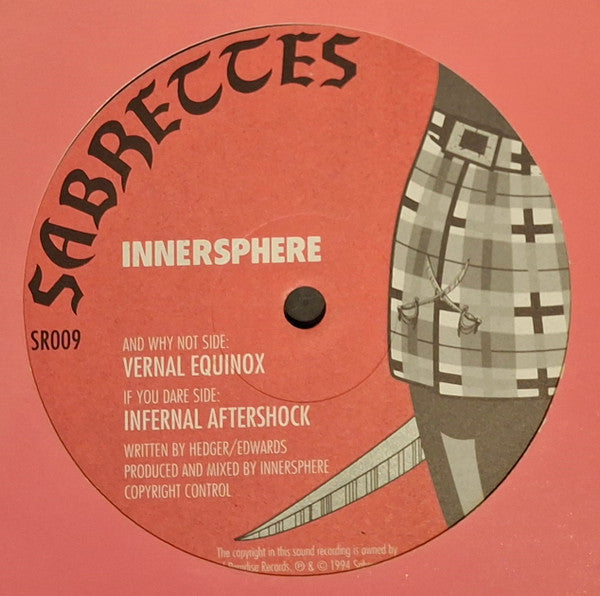 SABRETTES
INNERSPHERE
SR009
AND WHY NOT SIDE:
VERNAL EQUINOX
IF YOU DARE SIDE:
INFERNAL AFTERSHOCK
WRITTEN BY HEDGER/EDWARDS
PRODUCED AND MIXED BY INNERSPHERE
COPYRIGHT CONTROL
The copyright in this sound recording is owned by
Paradise Records. ℗ & © 1994